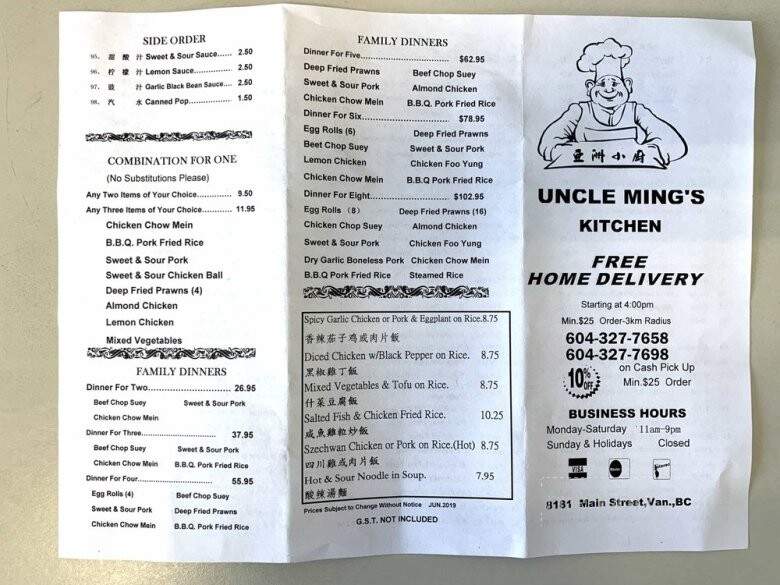 SIDE ORDER
95. 甜 酸 汁 Sweet & Sour Sauce...... 2.50
96. 柠 檬 汁 Lemon Sauce............ 2.50
97. 豉 汁 Garlic Black Bean Sauce.... 2.50
98. 汽 水 Canned Pop.................. 1.50
COMBINATION FOR ONE
(No Substitutions Please)
Any Two Items of Your Choice............. 9.50
Any Three Items of Your Choice........... 11.95
Chicken Chow Mein
B.B.Q. Pork Fried Rice
Sweet & Sour Pork
Sweet & Sour Chicken Ball
Deep Fried Prawns (4)
Almond Chicken
Lemon Chicken
Mixed Vegetables
FAMILY DINNERS
Dinner For Two........................... 26.95
Beef Chop Suey Sweet & Sour Pork
Chicken Chow Mein
Dinner For Three......................... 37.95
Beef Chop Suey Sweet & Sour Pork
Chicken Chow Mein B.B.Q. Pork Fried Rice
Dinner For Four.......................... 55.95
Egg Rolls (4) Beef Chop Suey
Sweet & Sour Pork Deep Fried Prawns
Chicken Chow Mein B.B.Q. Pork Fried Rice
FAMILY DINNERS
Dinner For Five............................ $62.95
Deep Fried Prawns Beef Chop Suey
Sweet & Sour Pork Almond Chicken
Chicken Chow Mein B.B.Q. Pork Fried Rice
Dinner For Six............................. $78.95
Egg Rolls (6) Deep Fried Prawns
Beef Chop Suey Sweet & Sour Pork
Lemon Chicken Chicken Foo Yung
Chicken Chow Mein B.B.Q Pork Fried Rice
Dinner For Eight........................... $102.95
Egg Rolls (8) Deep Fried Prawns (16)
Chicken Chop Suey Almond Chicken
Sweet & Sour Pork Chicken Foo Yung
Dry Garlic Boneless Pork Chicken Chow Mein
B.B.Q Pork Fried Rice Steamed Rice
Spicy Garlic Chicken or Pork & Eggplant on Rice.8.75
香辣茄子鸡或肉片飯
Diced Chicken w/Black Pepper on Rice. 8.75
黑椒雞丁飯
Mixed Vegetables & Tofu on Rice. 8.75
什菜豆腐飯
Salted Fish & Chicken Fried Rice. 10.25
咸魚雞粒炒飯
Szechwan Chicken or Pork on Rice.(Hot) 8.75
四川雞或肉片飯
Hot & Sour Noodle in Soup. 7.95
酸辣湯麵
Prices Subject to Change Without Notice JUN.2019
G.S.T. NOT INCLUDED
亚洲小廚
UNCLE MING'S
KITCHEN
FREE
HOME DELIVERY
Starting at 4:00pm
Min.$25 Order-3km Radius
604-327-7658
604-327-7698
10% OFF on Cash Pick Up
Min.$25 Order
BUSINESS HOURS
Monday-Saturday 11am-9pm
Sunday & Holidays Closed
VISA
8181 Main Street,Van.,BC